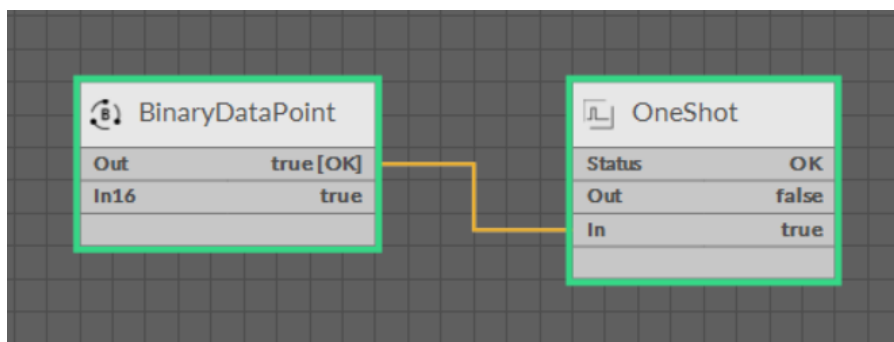 BinaryDataPoint
Out true [OK]
In16 true
OneShot
Status OK
Out false
In true